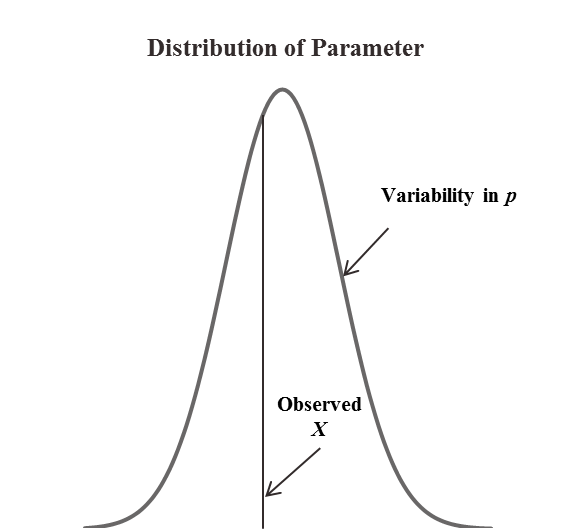 Distribution of Parameter
Variability in p
Observed
X